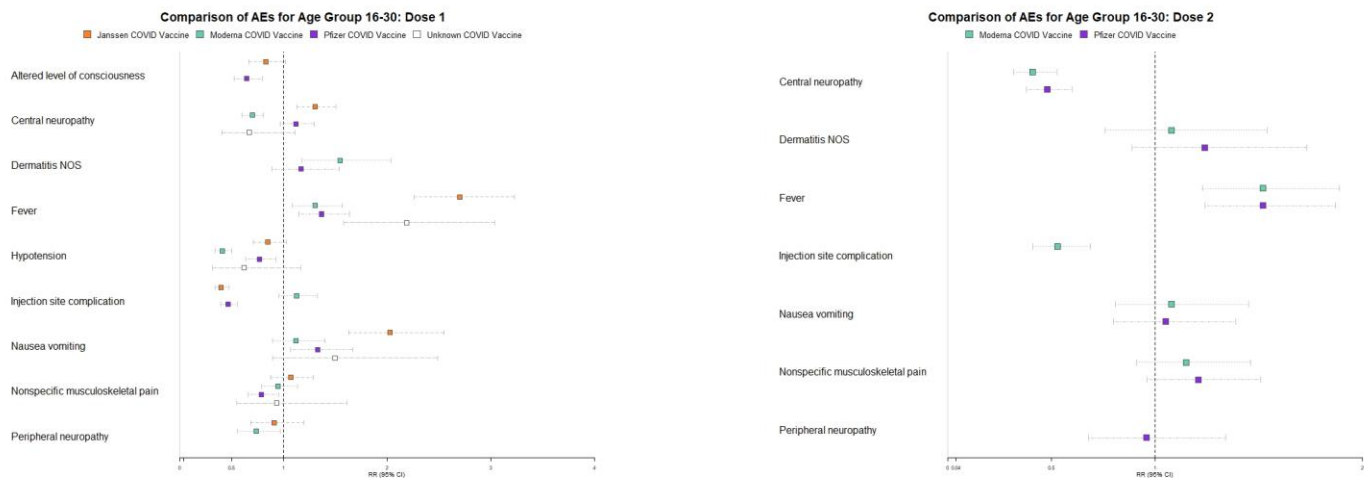 Comparison of AEs for Age Group 16-30: Dose 1
Janssen COVID Vaccine Moderna COVID Vaccine Pfizer COVID Vaccine Unknown COVID Vaccine
Altered level of consciousness
Central neuropathy
Dermatitis NOS
Fever
Hypotension
Injection site complication
Nausea vomiting
Nonspecific musculoskeletal pain
Peripheral neuropathy
0 0.5 1 2 3 4
RR (95% CI)
Comparison of AEs for Age Group 16-30: Dose 2
Moderna COVID Vaccine Pfizer COVID Vaccine
Central neuropathy
Dermatitis NOS
Fever
Injection site complication
Nausea vomiting
Nonspecific musculoskeletal pain
Peripheral neuropathy
0 0.04 0.5 1 2
RR (95% CI)